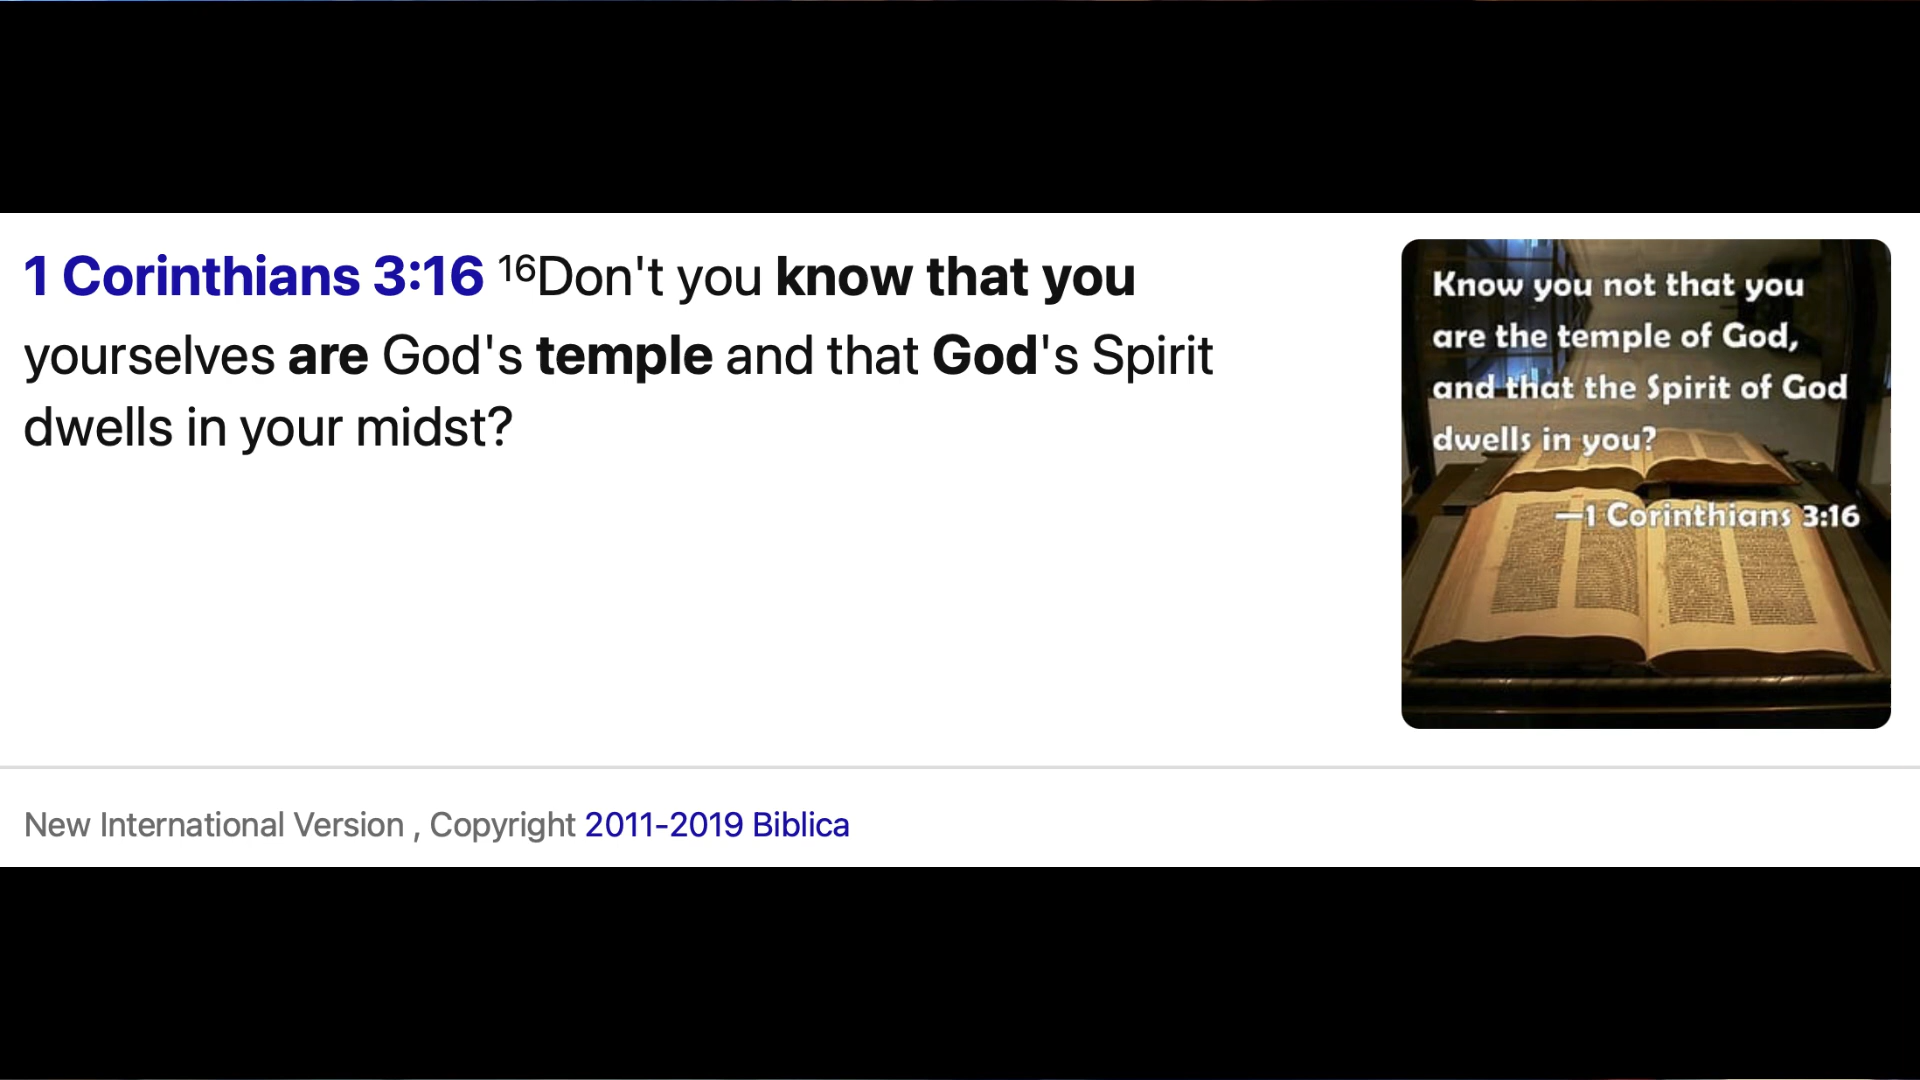 1 Corinthians 3:16 16Don't you know that you
yourselves are God's temple and that God's Spirit
dwells in your midst?
Know you not that you
are the temple of God,
and that the Spirit of God
dwells in you?
—1 Corinthians 3:16
New International Version , Copyright 2011-2019 Biblica